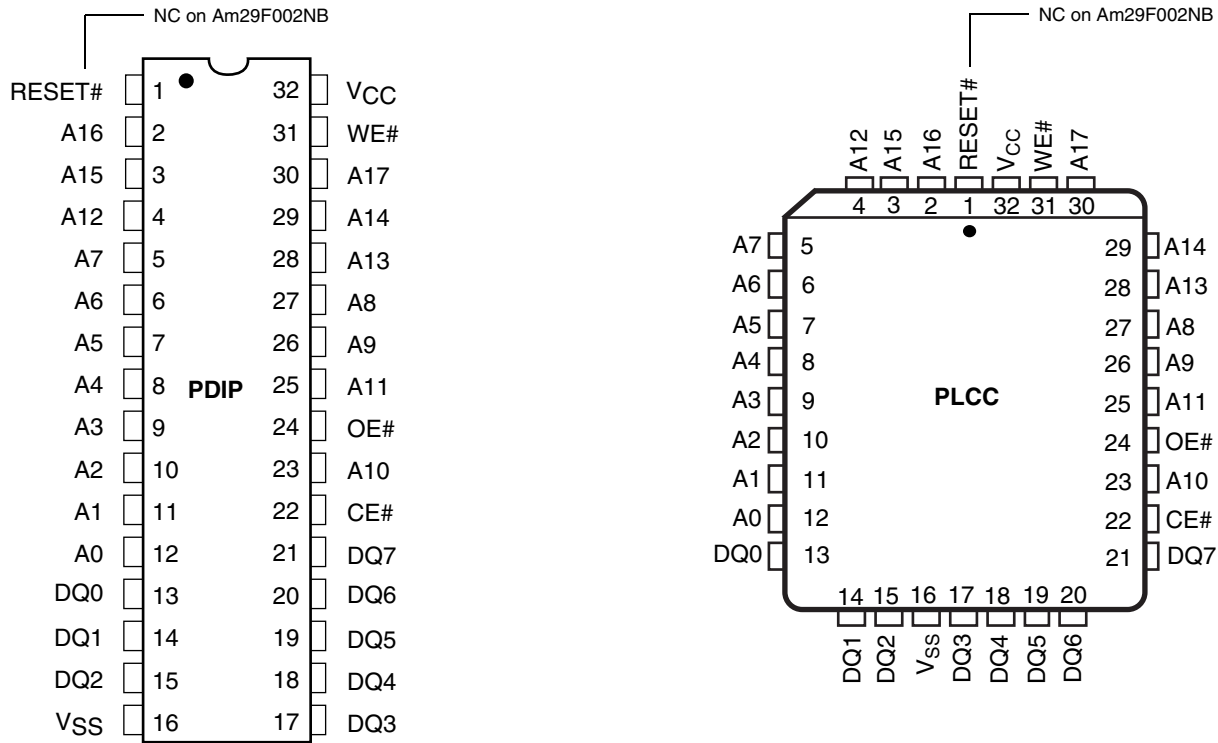 NC on Am29F002NB
RESET# 1 32 VCC
A16 2 31 WE#
A15 3 30 A17
A12 4 29 A14
A7 5 28 A13
A6 6 27 A8
A5 7 26 A9
A4 8 PDIP 25 A11
A3 9 24 OE#
A2 10 23 A10
A1 11 22 CE#
A0 12 21 DQ7
DQ0 13 20 DQ6
DQ1 14 19 DQ5
DQ2 15 18 DQ4
VSS 16 17 DQ3
NC on Am29F002NB
A12 A15 A16 RESET# VCC WE# A17
4 3 2 1 32 31 30
A7 5 29 A14
A6 6 28 A13
A5 7 27 A8
A4 8 26 A9
A3 9 PLCC 25 A11
A2 10 24 OE#
A1 11 23 A10
A0 12 22 CE#
DQ0 13 21 DQ7
14 15 16 17 18 19 20
DQ1 DQ2 VSS DQ3 DQ4 DQ5 DQ6